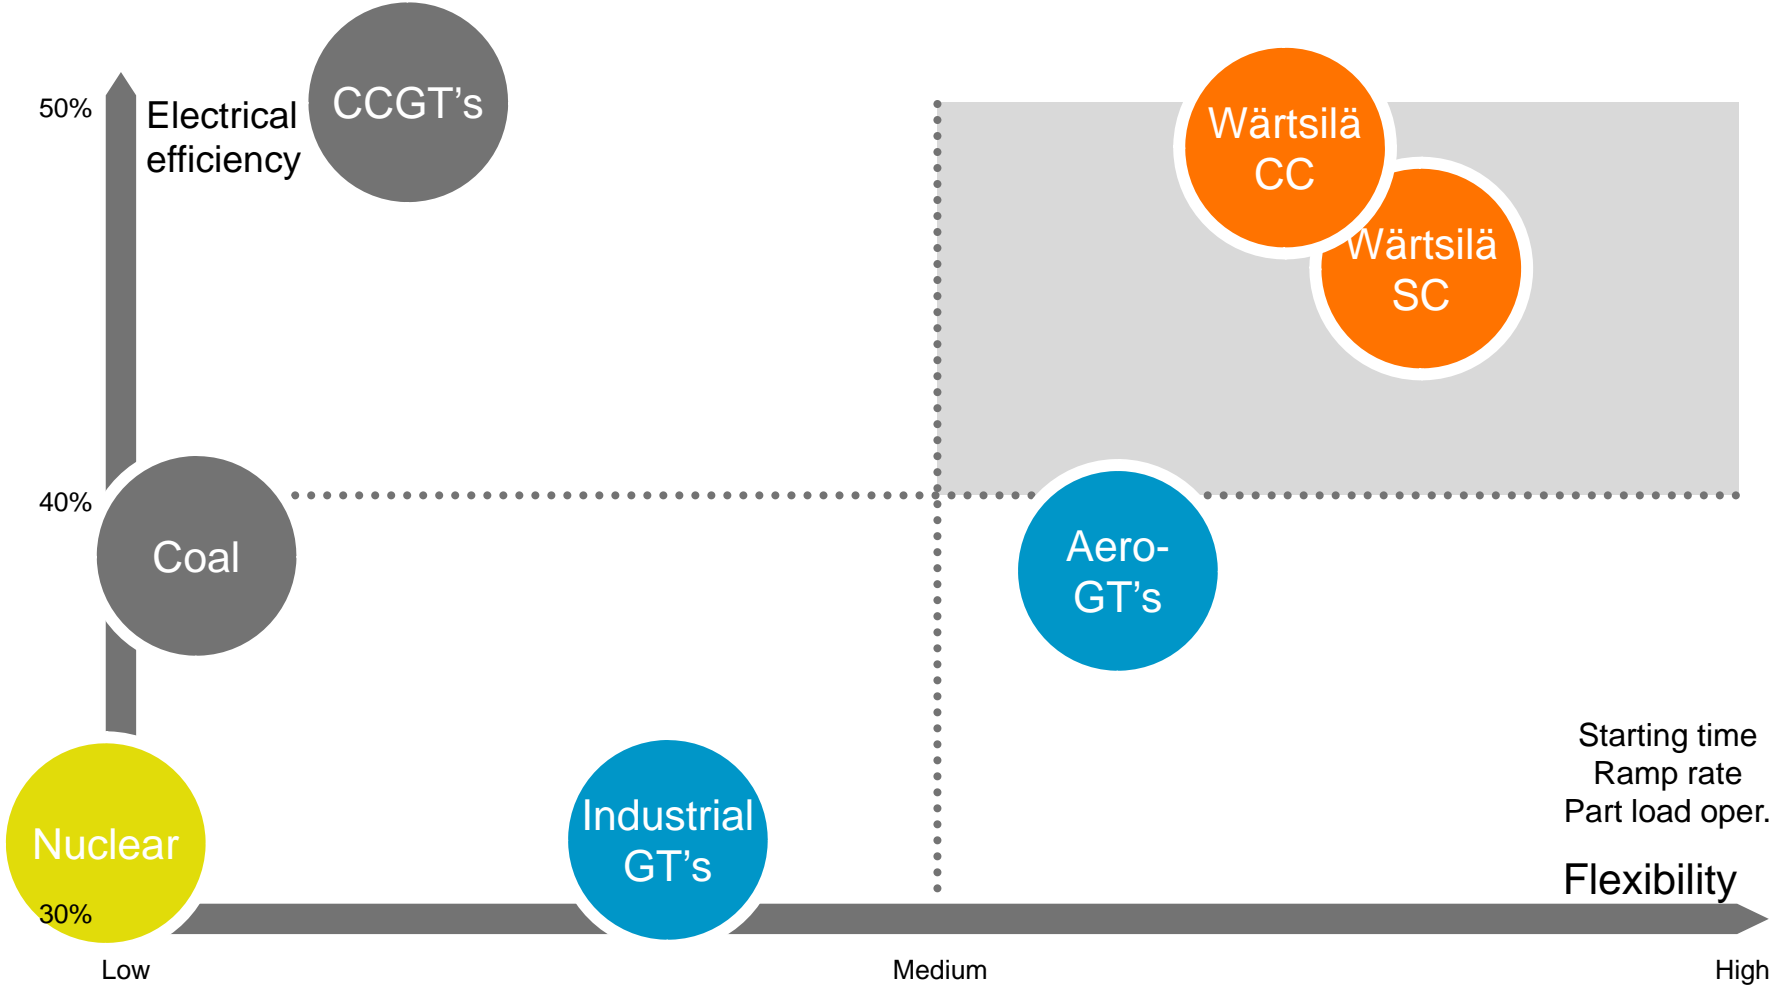 CCGT's
50%
Electrical
efficiency
Wärtsilä
CC
Wärtsilä
SC
40%
Coal
Aero-
GT's
Starting time
Ramp rate
Part load oper.
Nuclear
Industrial
GT's
Flexibility
30%
Low
Medium
High